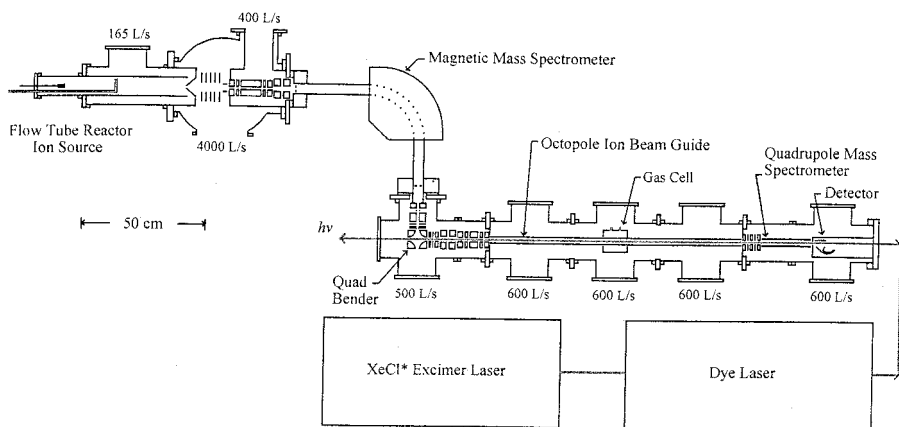 400 L/s
165 L/s
Magnetic Mass Spectrometer
Flow Tube Reactor
Ion Source
4000 L/s
Octopole Ion Beam Guide
Quadrupole Mass
Spectrometer
Gas Cell
Detector
50 cm
hν
Quad
Bender
500 L/s
600 L/s
600 L/s
600 L/s
600 L/s
XeCl* Excimer Laser
Dye Laser